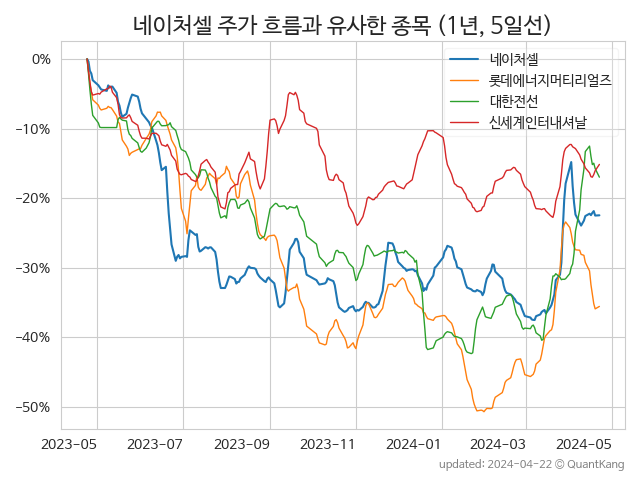 네이처셀 주가 흐름과 유사한 종목 (1년, 5일선)
네이처셀
롯데에너지머티리얼즈
대한전선
신세계인터내셔날
0%
−10%
−20%
−30%
−40%
−50%
2023-05 2023-07 2023-09 2023-11 2024-01 2024-03 2024-05
updated: 2024-04-22 © QuantKang